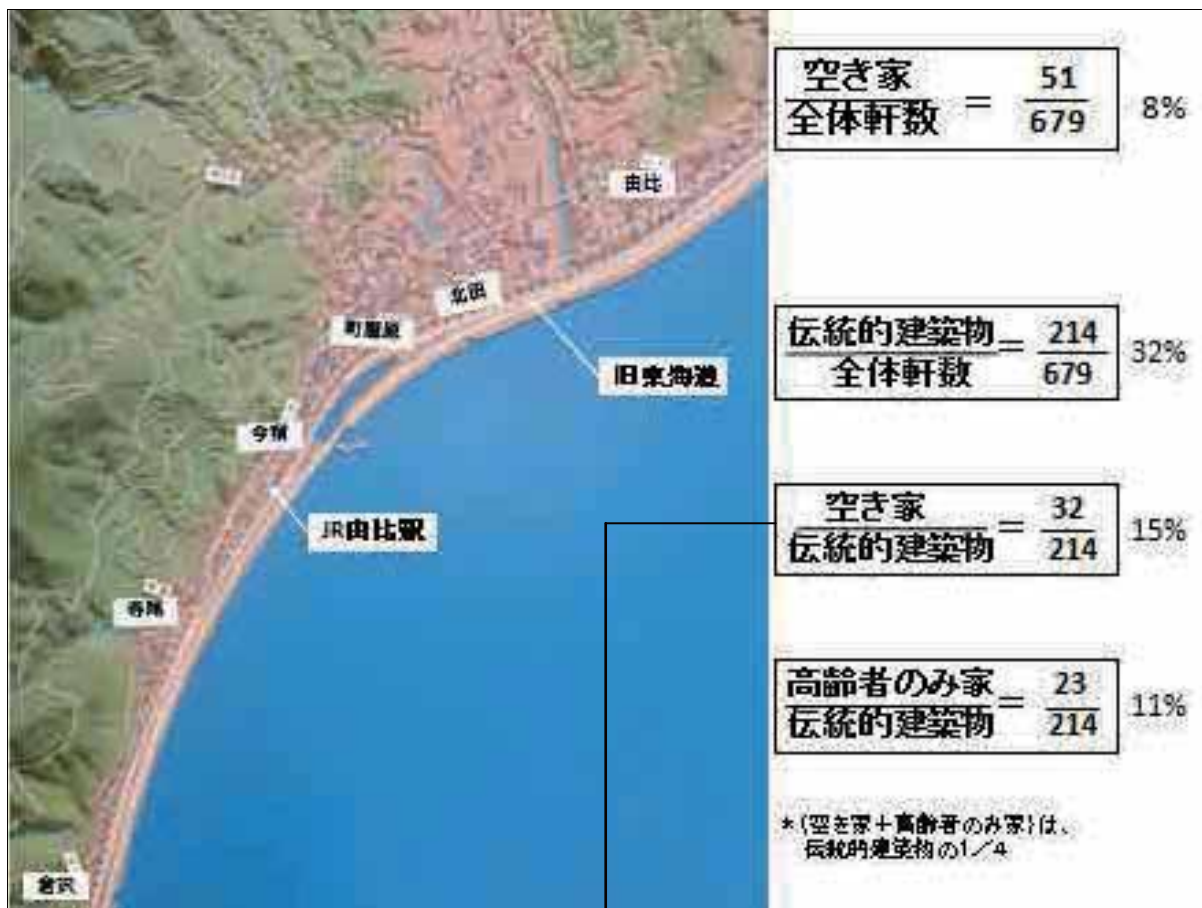 由比
北田
町屋原
旧東海道
今宿
JR由比駅
寺尾
倉沢
空き家
全体軒数
=
51
679
8%
伝統的建築物
全体軒数
=
214
679
32%
空き家
伝統的建築物
=
32
214
15%
高齢者のみ家
伝統的建築物
=
23
214
11%
*(空き家+高齢者のみ家)は、
伝統的建築物の1/4